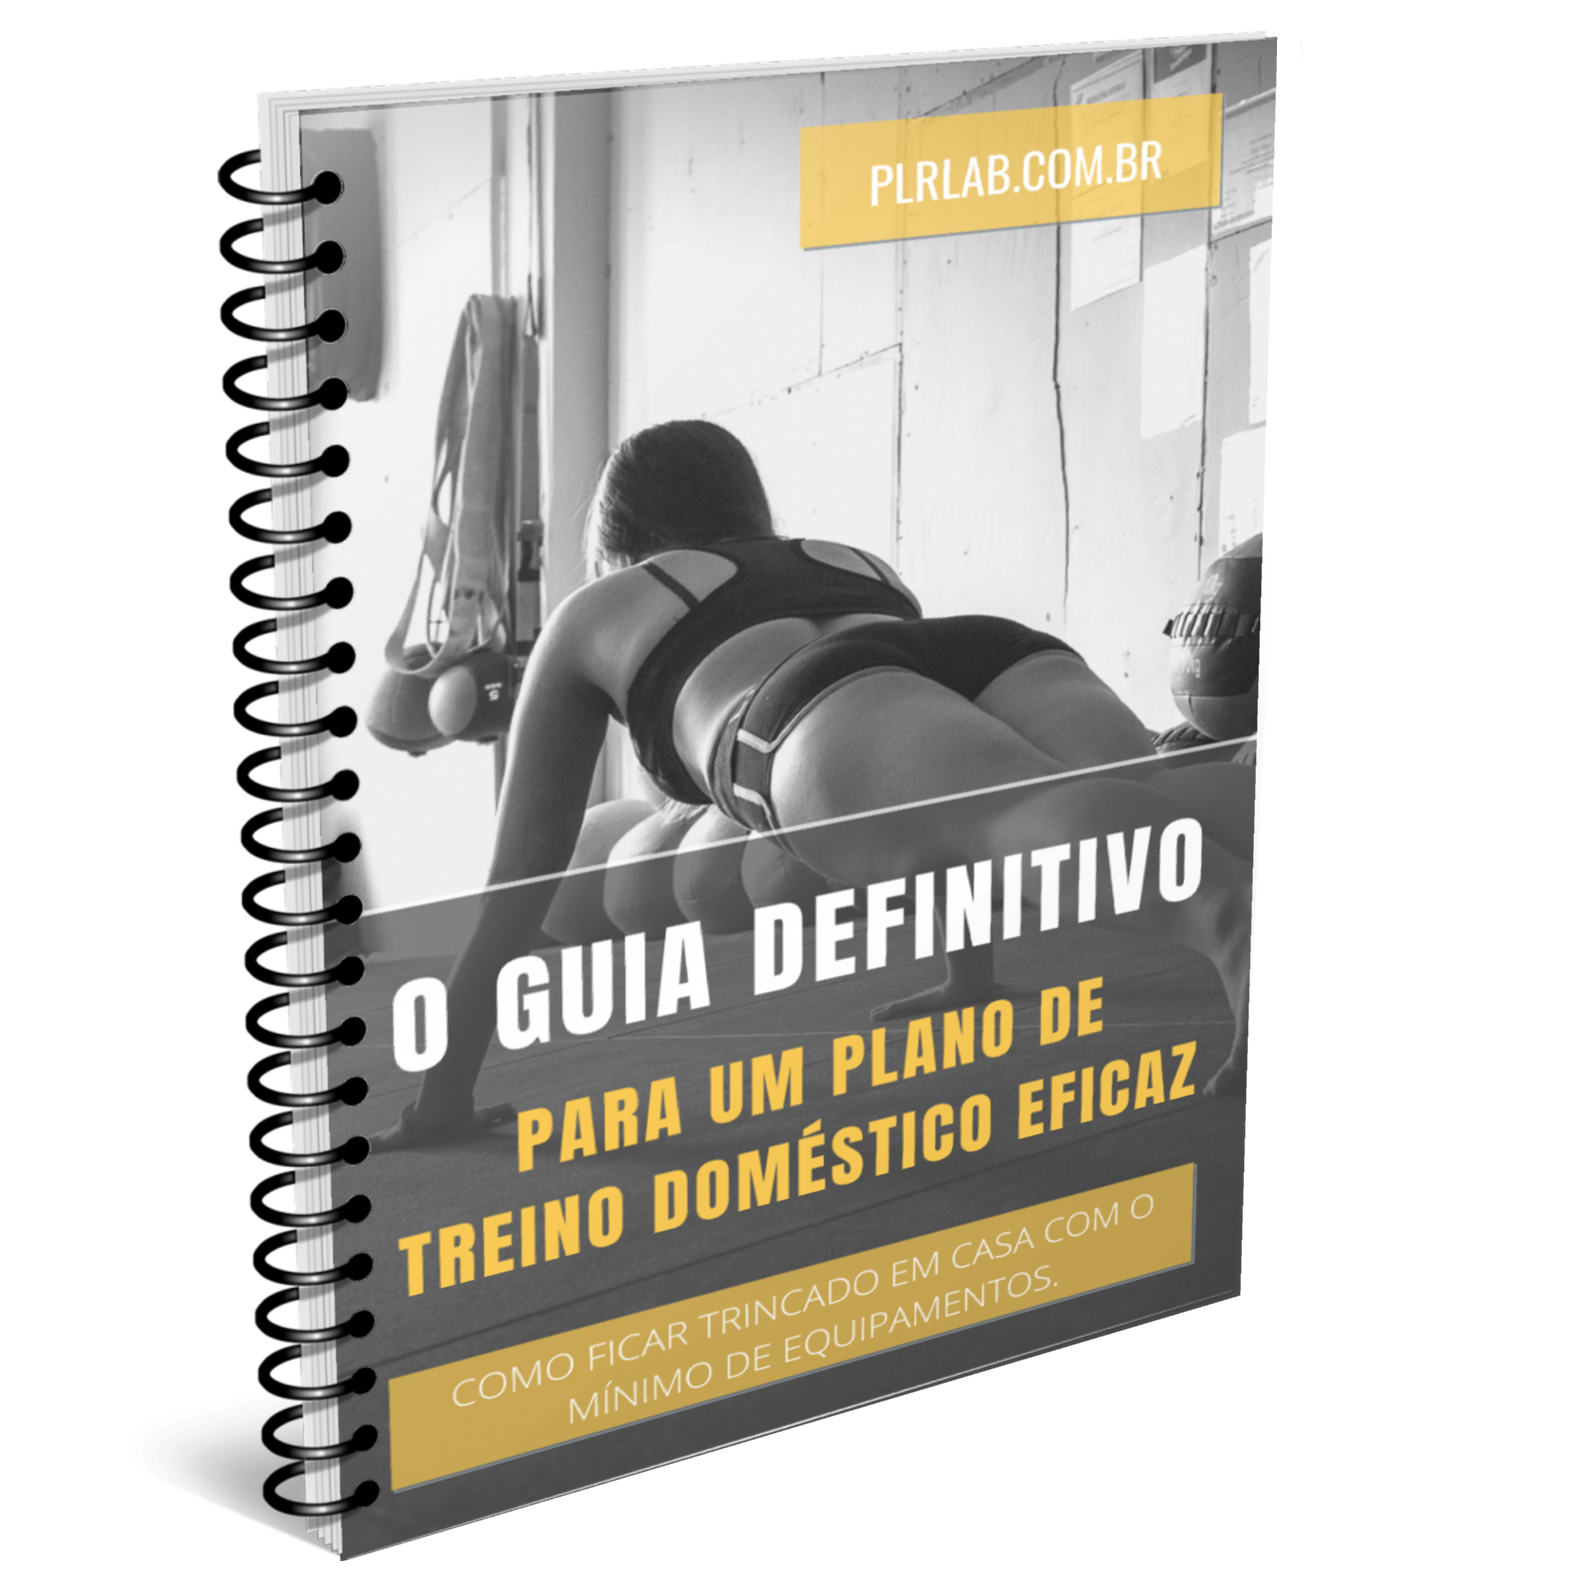 PLRLAB.COM.BR
O GUIA DEFINITIVO
PARA UM PLANO DE
TREINO DOMÉSTICO EFICAZ
COMO FICAR TRINCADO EM CASA COM O
MÍNIMO DE EQUIPAMENTOS.